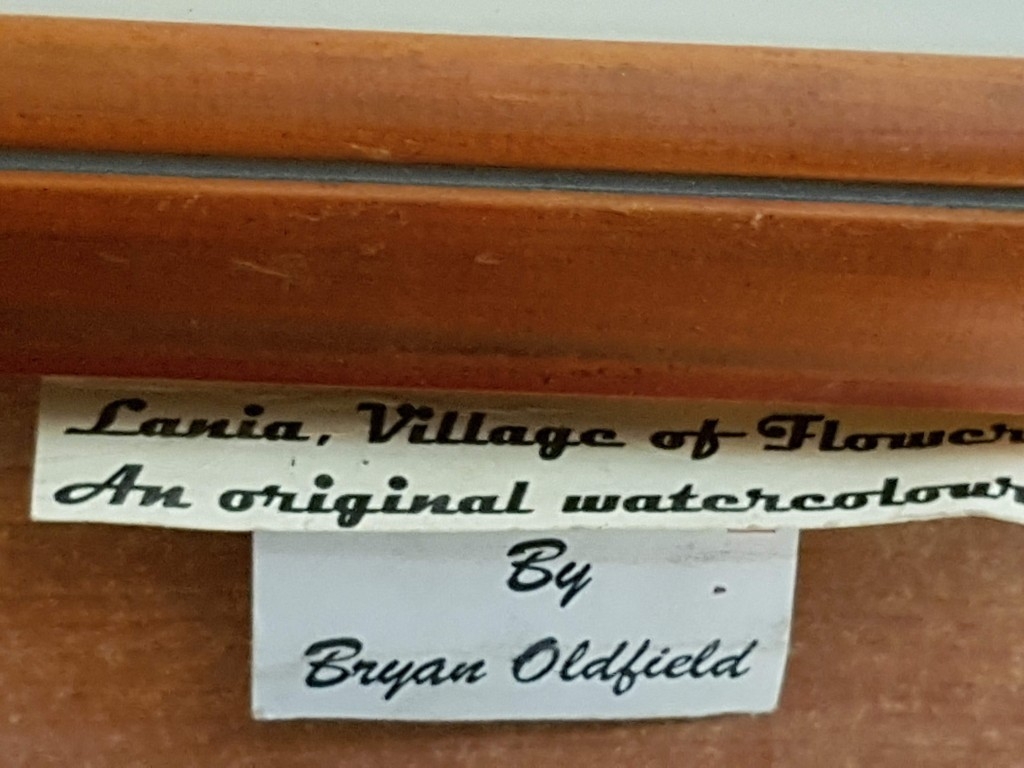 Lania, Village of Flower
An original watercolour
By
Bryan Oldfield